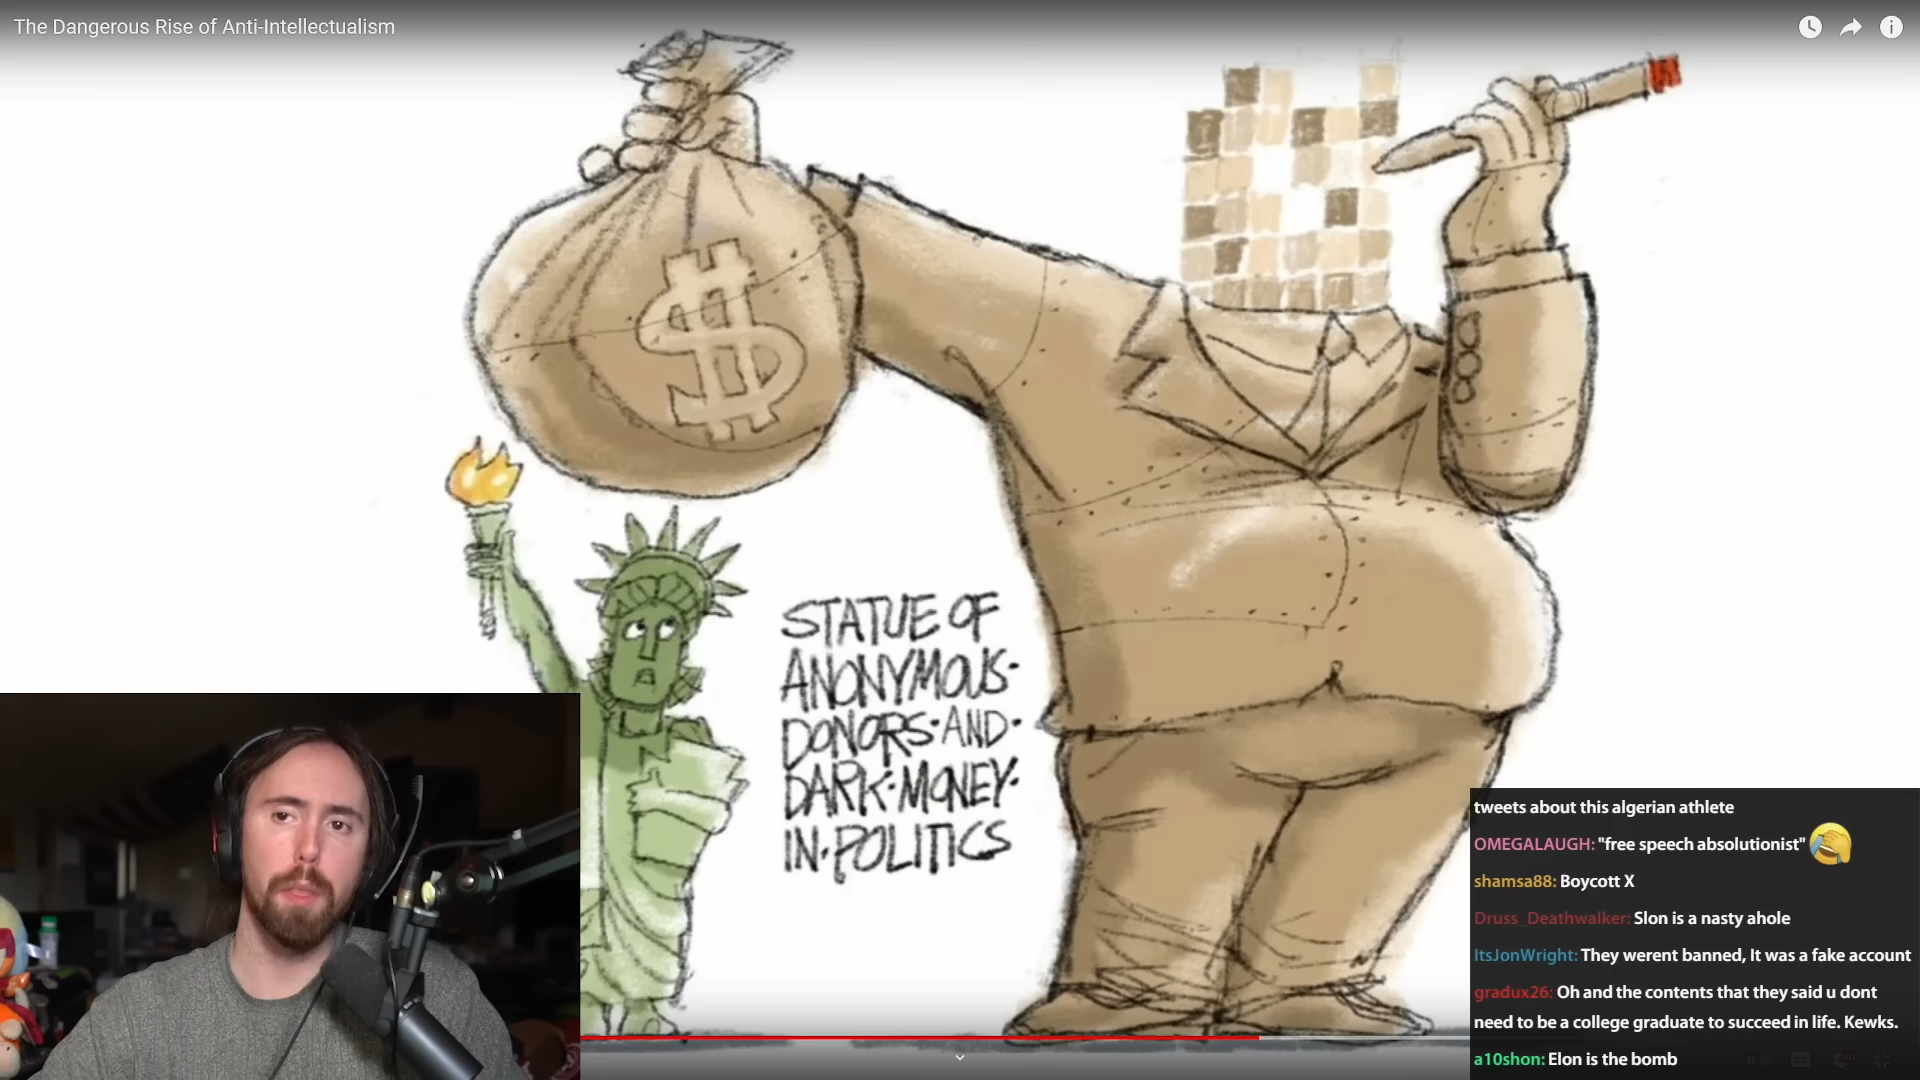 The Dangerous Rise of Anti-Intellectualism
$
STATUE OF
ANONYMOUS·
DONORS·AND·
DARK·MONEY·
IN·POLITICS
tweets about this algerian athlete
OMEGALAUGH: "free speech absolutionist"
shamsa88: Boycott X
Druss_Deathwalker: Slon is a nasty ahole
ItsJonWright: They werent banned, It was a fake account
gradux26: Oh and the contents that they said u dont
need to be a college graduate to succeed in life. Kewks.
a10shon: Elon is the bomb